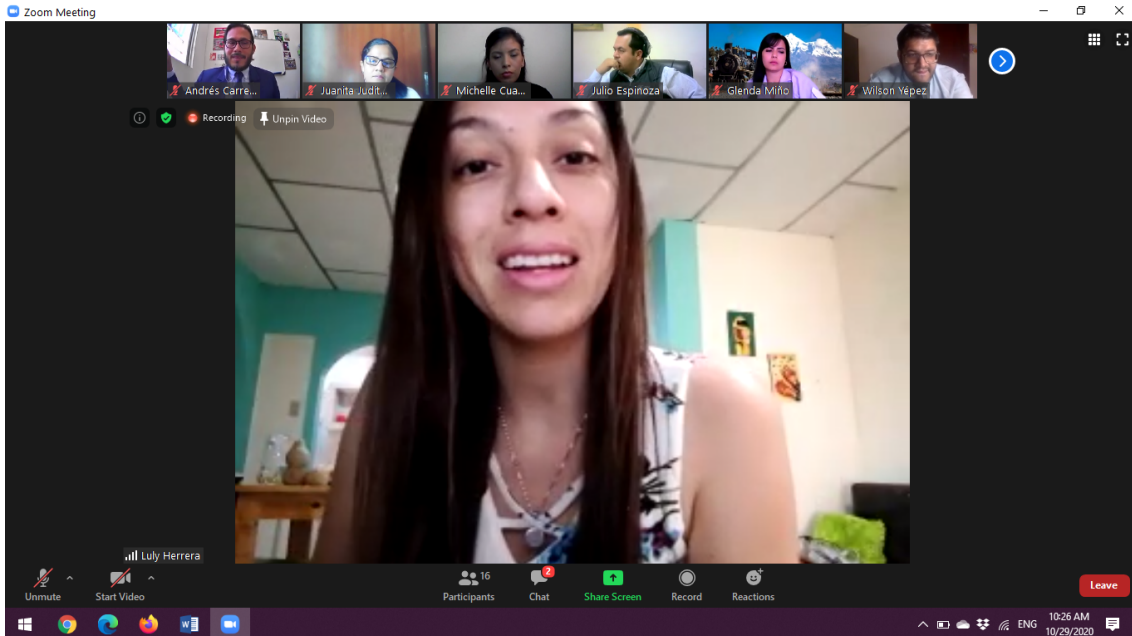 Zoom Meeting
Andrés Carre...
Juanita Judit...
Michelle Cua...
Julio Espinoza
Glenda Miño
Wilson Yépez
Recording
Unpin Video
Luly Herrera
Unmute
Start Video
16
Participants
2
Chat
Share Screen
Record
Reactions
Leave
ENG
10:26 AM
10/29/2020